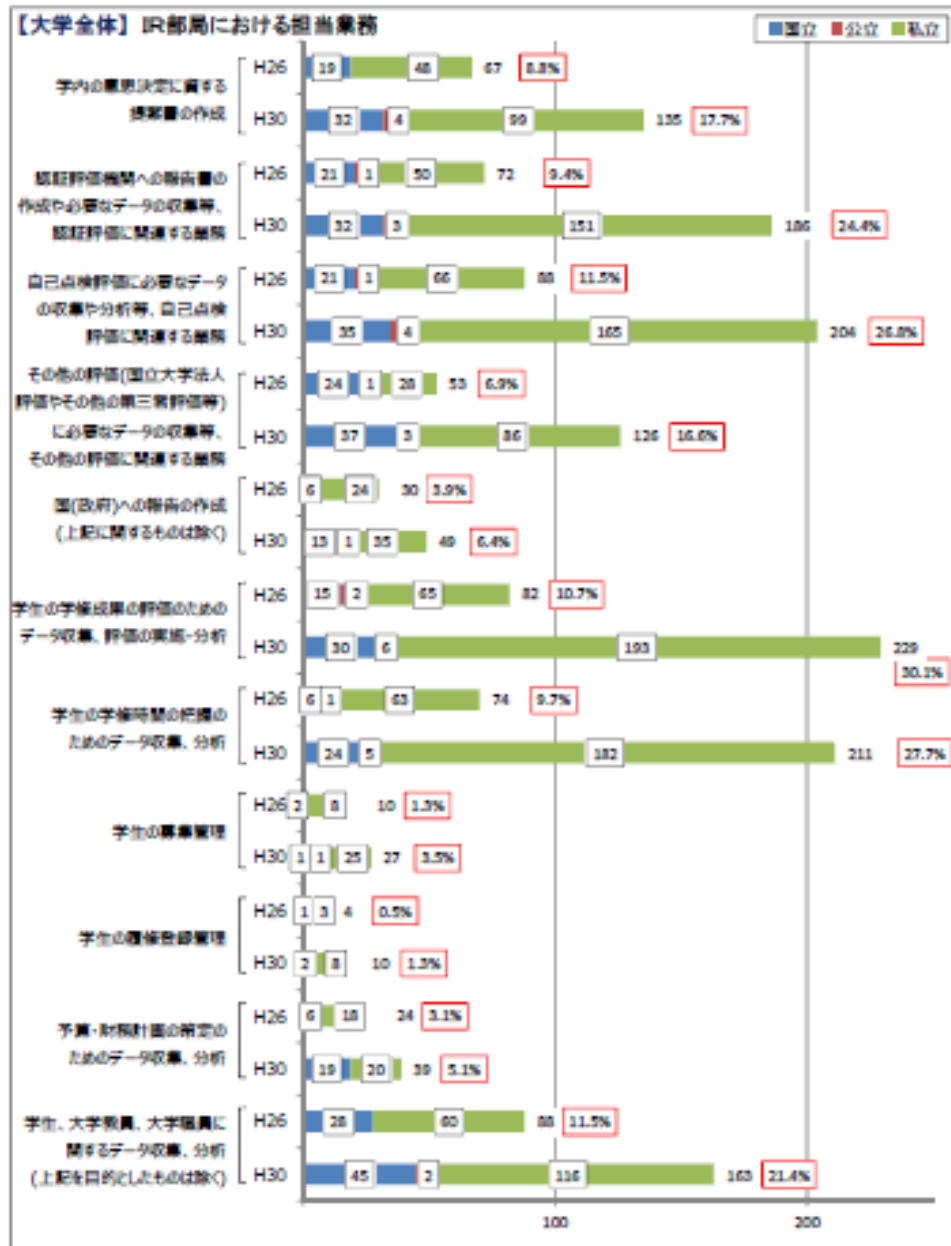 【大学全体】 IR部局における担当業務
国立 公立 私立
学内の意思決定に資する
提案書の作成
H26 19 48 67 8.8%
H30 32 4 99 135 17.7%
認証評価機関への報告書の
作成や必要なデータの収集等、
認証評価に関連する業務
H26 21 1 50 72 9.4%
H30 32 3 151 186 24.4%
自己点検評価に必要なデータ
の収集や分析等、自己点検
評価に関連する業務
H26 21 1 66 88 11.5%
H30 35 4 165 204 26.8%
その他の評価(国立大学法人
評価やその他の第三者評価等)
に必要なデータの収集等、
その他の評価に関連する業務
H26 24 1 28 53 6.9%
H30 37 3 86 126 16.6%
国(政府)への報告の作成
(上記に関するものは除く)
H26 6 24 30 3.9%
H30 13 1 35 49 6.4%
学生の学修成果の評価のための
データ収集、評価の実施・分析
H26 15 2 65 82 10.7%
H30 30 6 193 229
30.1%
学生の学修時間の把握の
ためのデータ収集、分析
H26 6 1 63 74 9.7%
H30 24 5 182 211 27.7%
学生の募集管理
H26 2 8 10 1.3%
H30 1 1 25 27 3.5%
学生の履修登録管理
H26 1 3 4 0.5%
H30 2 8 10 1.3%
予算・財務計画の策定の
ためのデータ収集、分析
H26 6 18 24 3.1%
H30 19 20 39 5.1%
学生、大学教員、大学職員に
関するデータ収集、分析
(上記を目的としたものは除く)
H26 28 60 88 11.5%
H30 45 2 116 163 21.4%
100 200